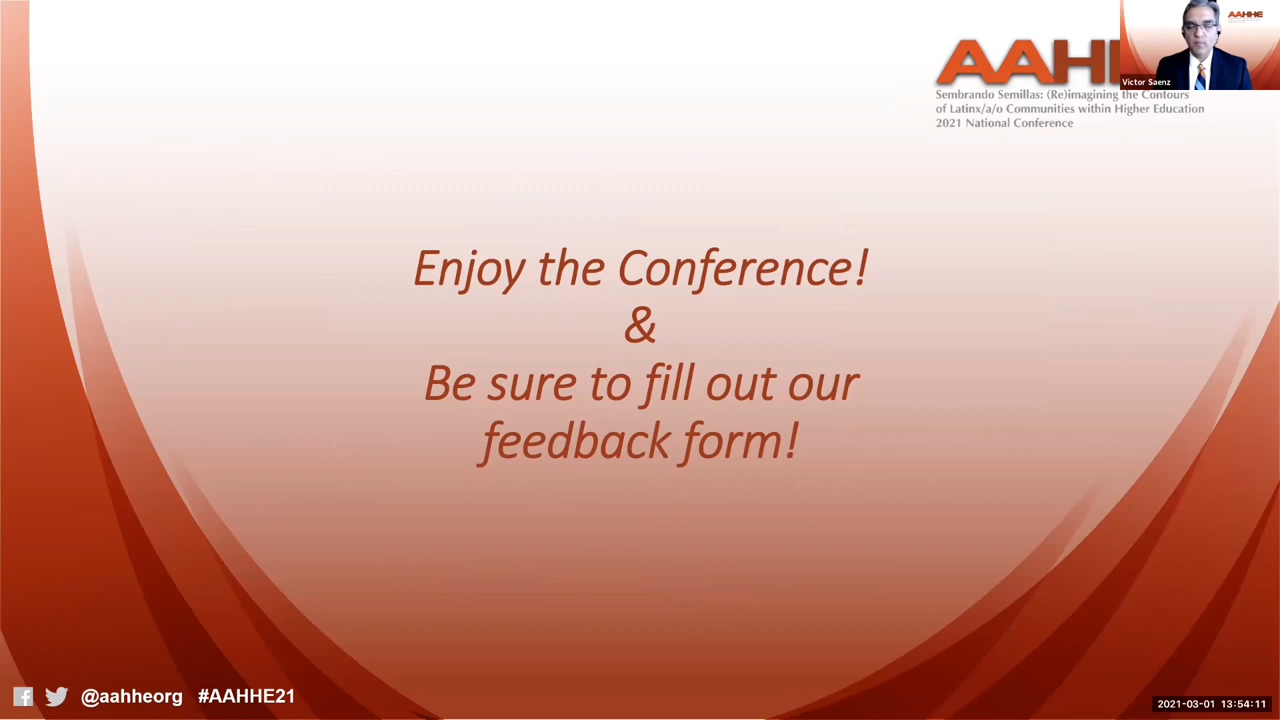 AAHHE
AAH
Victor Saenz
Sembrando Semillas: (Re)imagining the Contours
of Latinx/a/o Communities within Higher Education
2021 National Conference
Enjoy the Conference!
&
Be sure to fill out our
feedback form!
@aahheorg #AAHHE21
2021-03-01 13:54:11